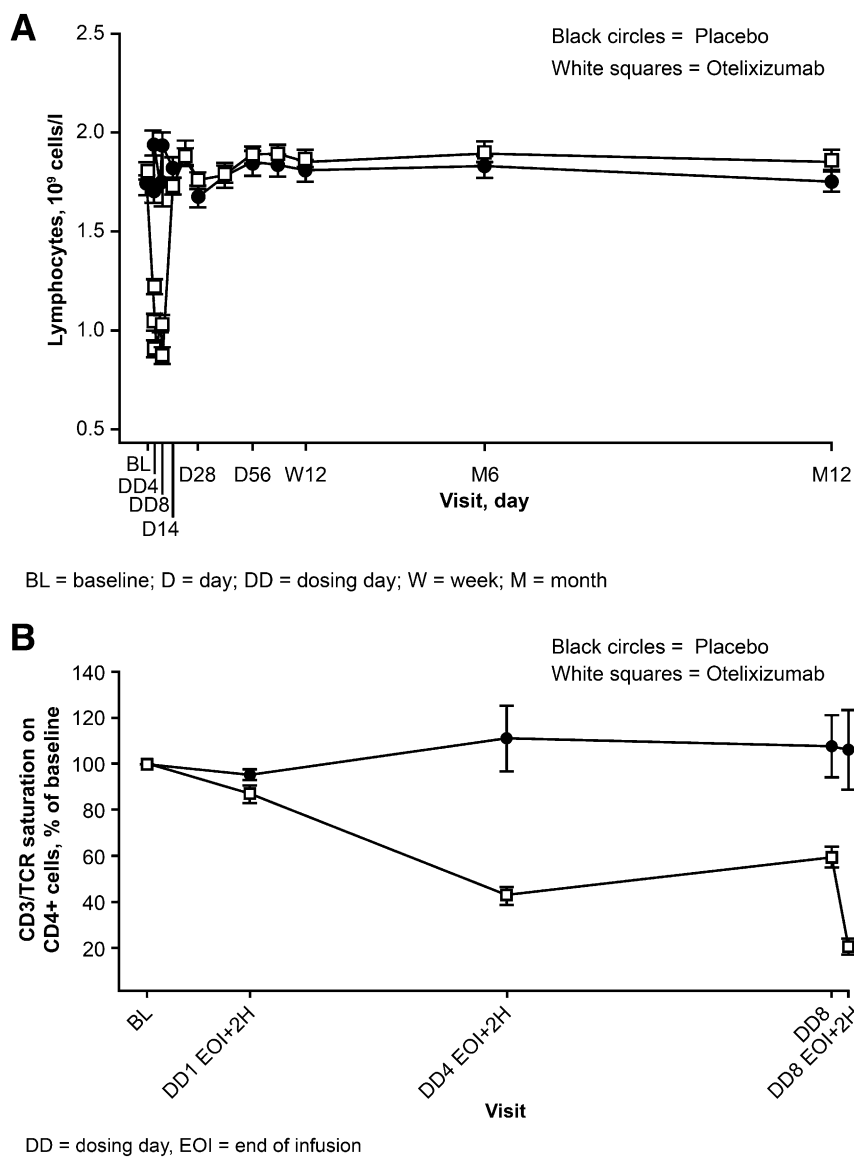 A
Black circles = Placebo
White squares = Otelixizumab
2.5
2.0
1.5
1.0
0.5
Lymphocytes, 10⁹ cells/l
BL
DD4
DD8
D14
D28
D56
W12
M6
M12
Visit, day
BL = baseline; D = day; DD = dosing day; W = week; M = month
B
Black circles = Placebo
White squares = Otelixizumab
140
120
100
80
60
40
20
CD3/TCR saturation on
CD4+ cells, % of baseline
BL
DD1 EOI+2H
DD4 EOI+2H
DD8
DD8 EOI+2H
Visit
DD = dosing day, EOI = end of infusion